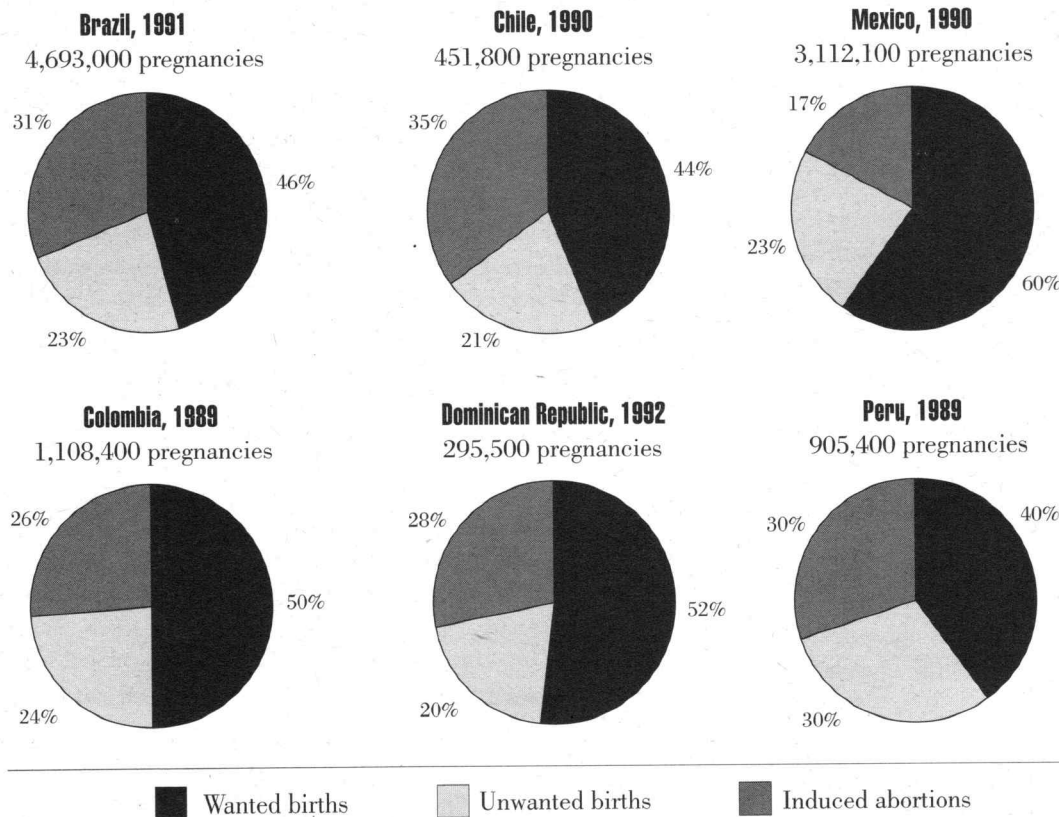 Brazil, 1991
4,693,000 pregnancies
31%
46%
23%
Chile, 1990
451,800 pregnancies
35%
44%
21%
Mexico, 1990
3,112,100 pregnancies
17%
23%
60%
Colombia, 1989
1,108,400 pregnancies
26%
50%
24%
Dominican Republic, 1992
295,500 pregnancies
28%
52%
20%
Peru, 1989
905,400 pregnancies
30%
40%
30%
Wanted births
Unwanted births
Induced abortions